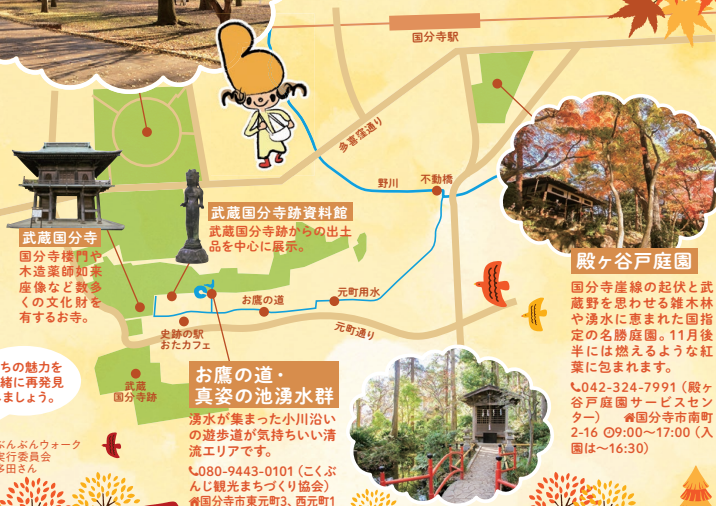 国分寺駅
多喜窪通り
野川
不動橋
武蔵国分寺跡資料館
武蔵国分寺跡からの出土
品を中心に展示。
武蔵国分寺
国分寺楼門や
木造薬師如来
座像など数多
くの文化財を
有するお寺。
お鷹の道
元町用水
元町通り
史跡の駅
おたカフェ
武蔵
国分寺跡
殿ヶ谷戸庭園
国分寺崖線の起伏と武
蔵野を思わせる雑木林
や湧水に恵まれた国指
定の名勝庭園。11月後
半には燃えるような紅
葉に包まれます。
042-324-7991（殿ヶ
谷戸庭園サービスセン
ター） 国分寺市南町
2-16 9:00〜17:00（入
園は〜16:30）
お鷹の道・
真姿の池湧水群
湧水が集まった小川沿い
の遊歩道が気持ちいい清
流エリアです。
080-9443-0101（こくぶ
んじ観光まちづくり協会）
国分寺市東元町3、西元町1
ちの魅力を
緒に再発見
ましょう。
ぶんぶんウォーク
実行委員会
多田さん